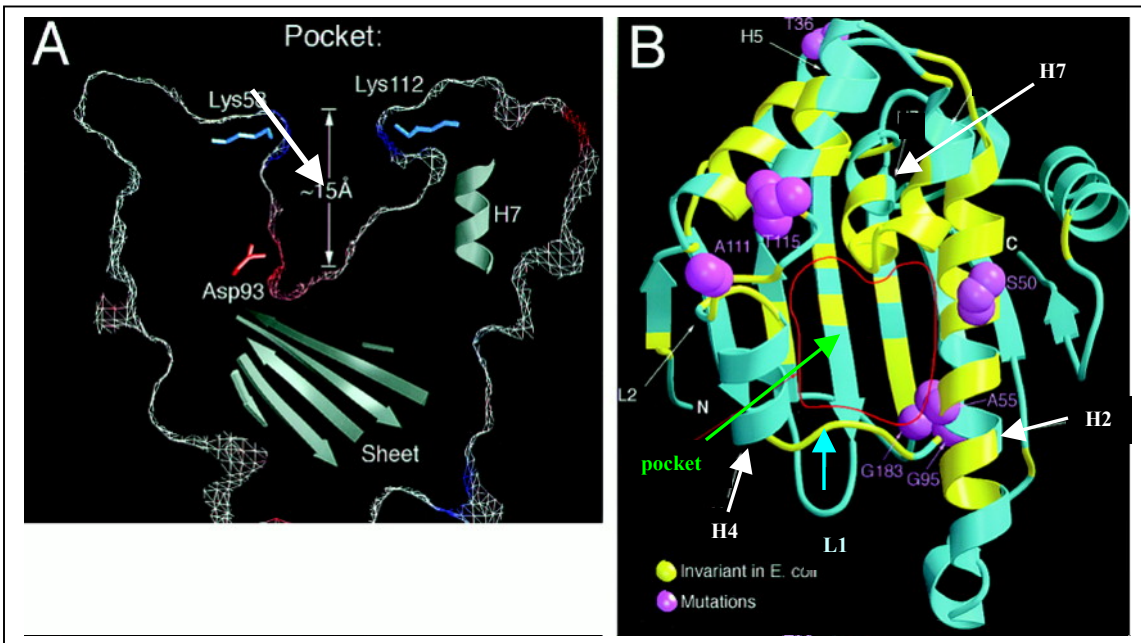 A
Pocket:
Lys112
~15Å
H7
Asp93
Sheet
B
T36
H5
H7
A111
T115
C
S50
L2
N
A55
H2
pocket
G183
G95
H4
L1
Invariant in E.
Mutations